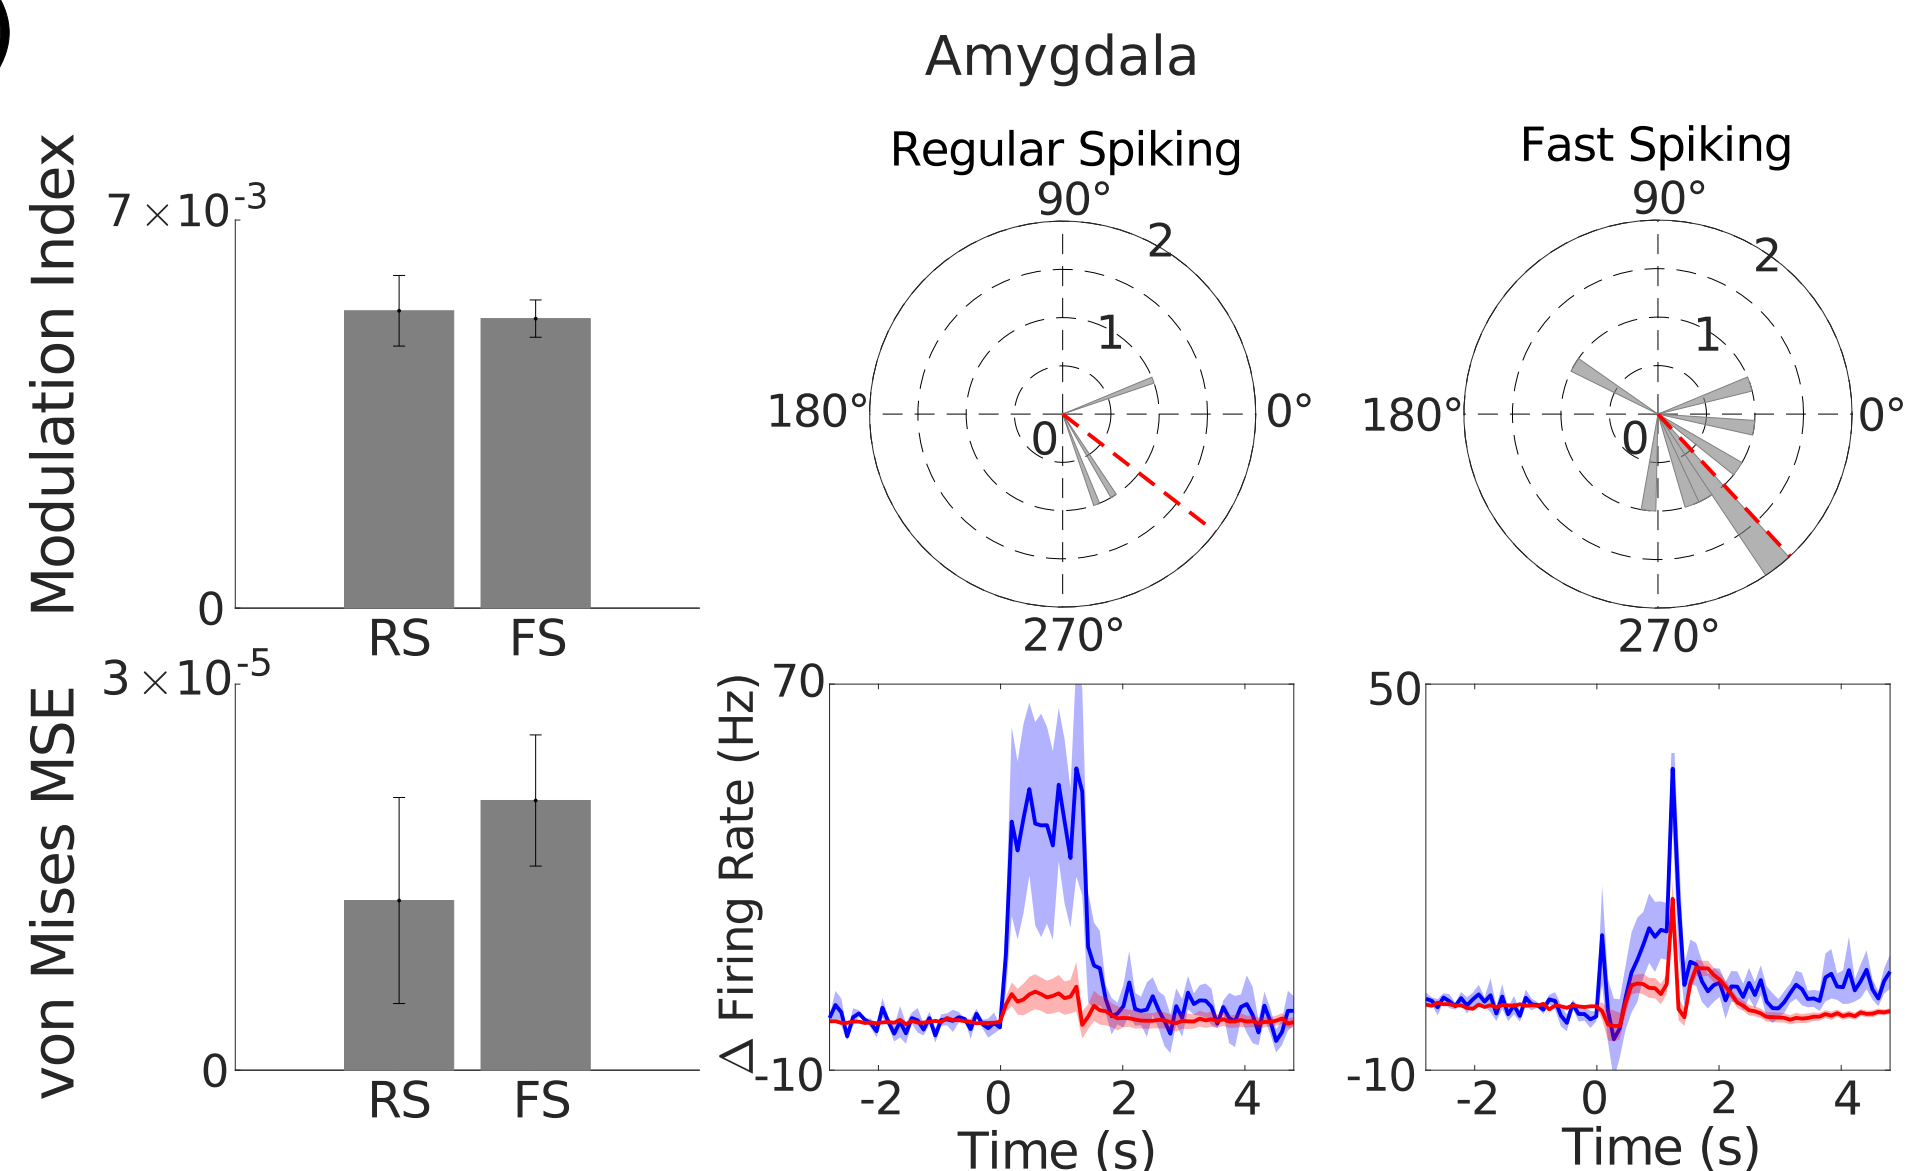 Amygdala
Modulation Index
7 ×10-3
0
RS FS
Regular Spiking
90°
2
1
180° 0 0°
270°
Fast Spiking
90°
2
1
180° 0 0°
270°
von Mises MSE
3 ×10-5
0
RS FS
Δ Firing Rate (Hz)
70
-10
-2 0 2 4
Time (s)
50
-10
-2 0 2 4
Time (s)